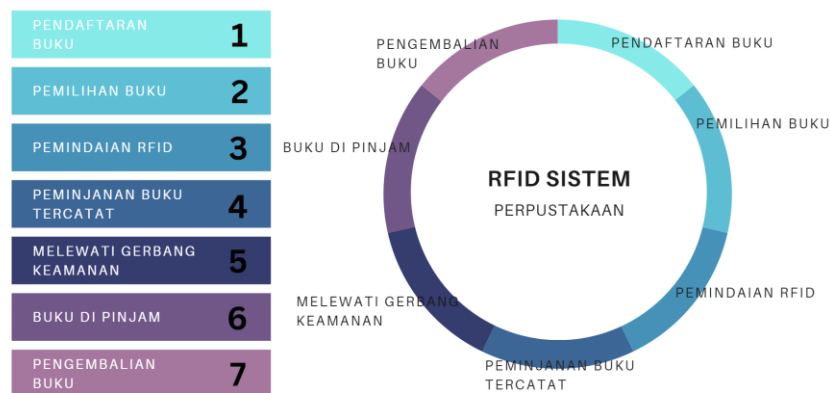 PENDAFTARAN
BUKU
1
PEMILIHAN BUKU
2
PEMINDAIAN RFID
3
PEMINJANAN BUKU
TERCATAT
4
MELEWATI GERBANG
KEAMANAN
5
BUKU DI PINJAM
6
PENGEMBALIAN
BUKU
7
PENGEMBALIAN
BUKU
PENDAFTARAN BUKU
PEMILIHAN BUKU
BUKU DI PINJAM
RFID SISTEM
PERPUSTAKAAN
PEMINDAIAN RFID
MELEWATI GERBANG
KEAMANAN
PEMINJANAN BUKU
TERCATAT